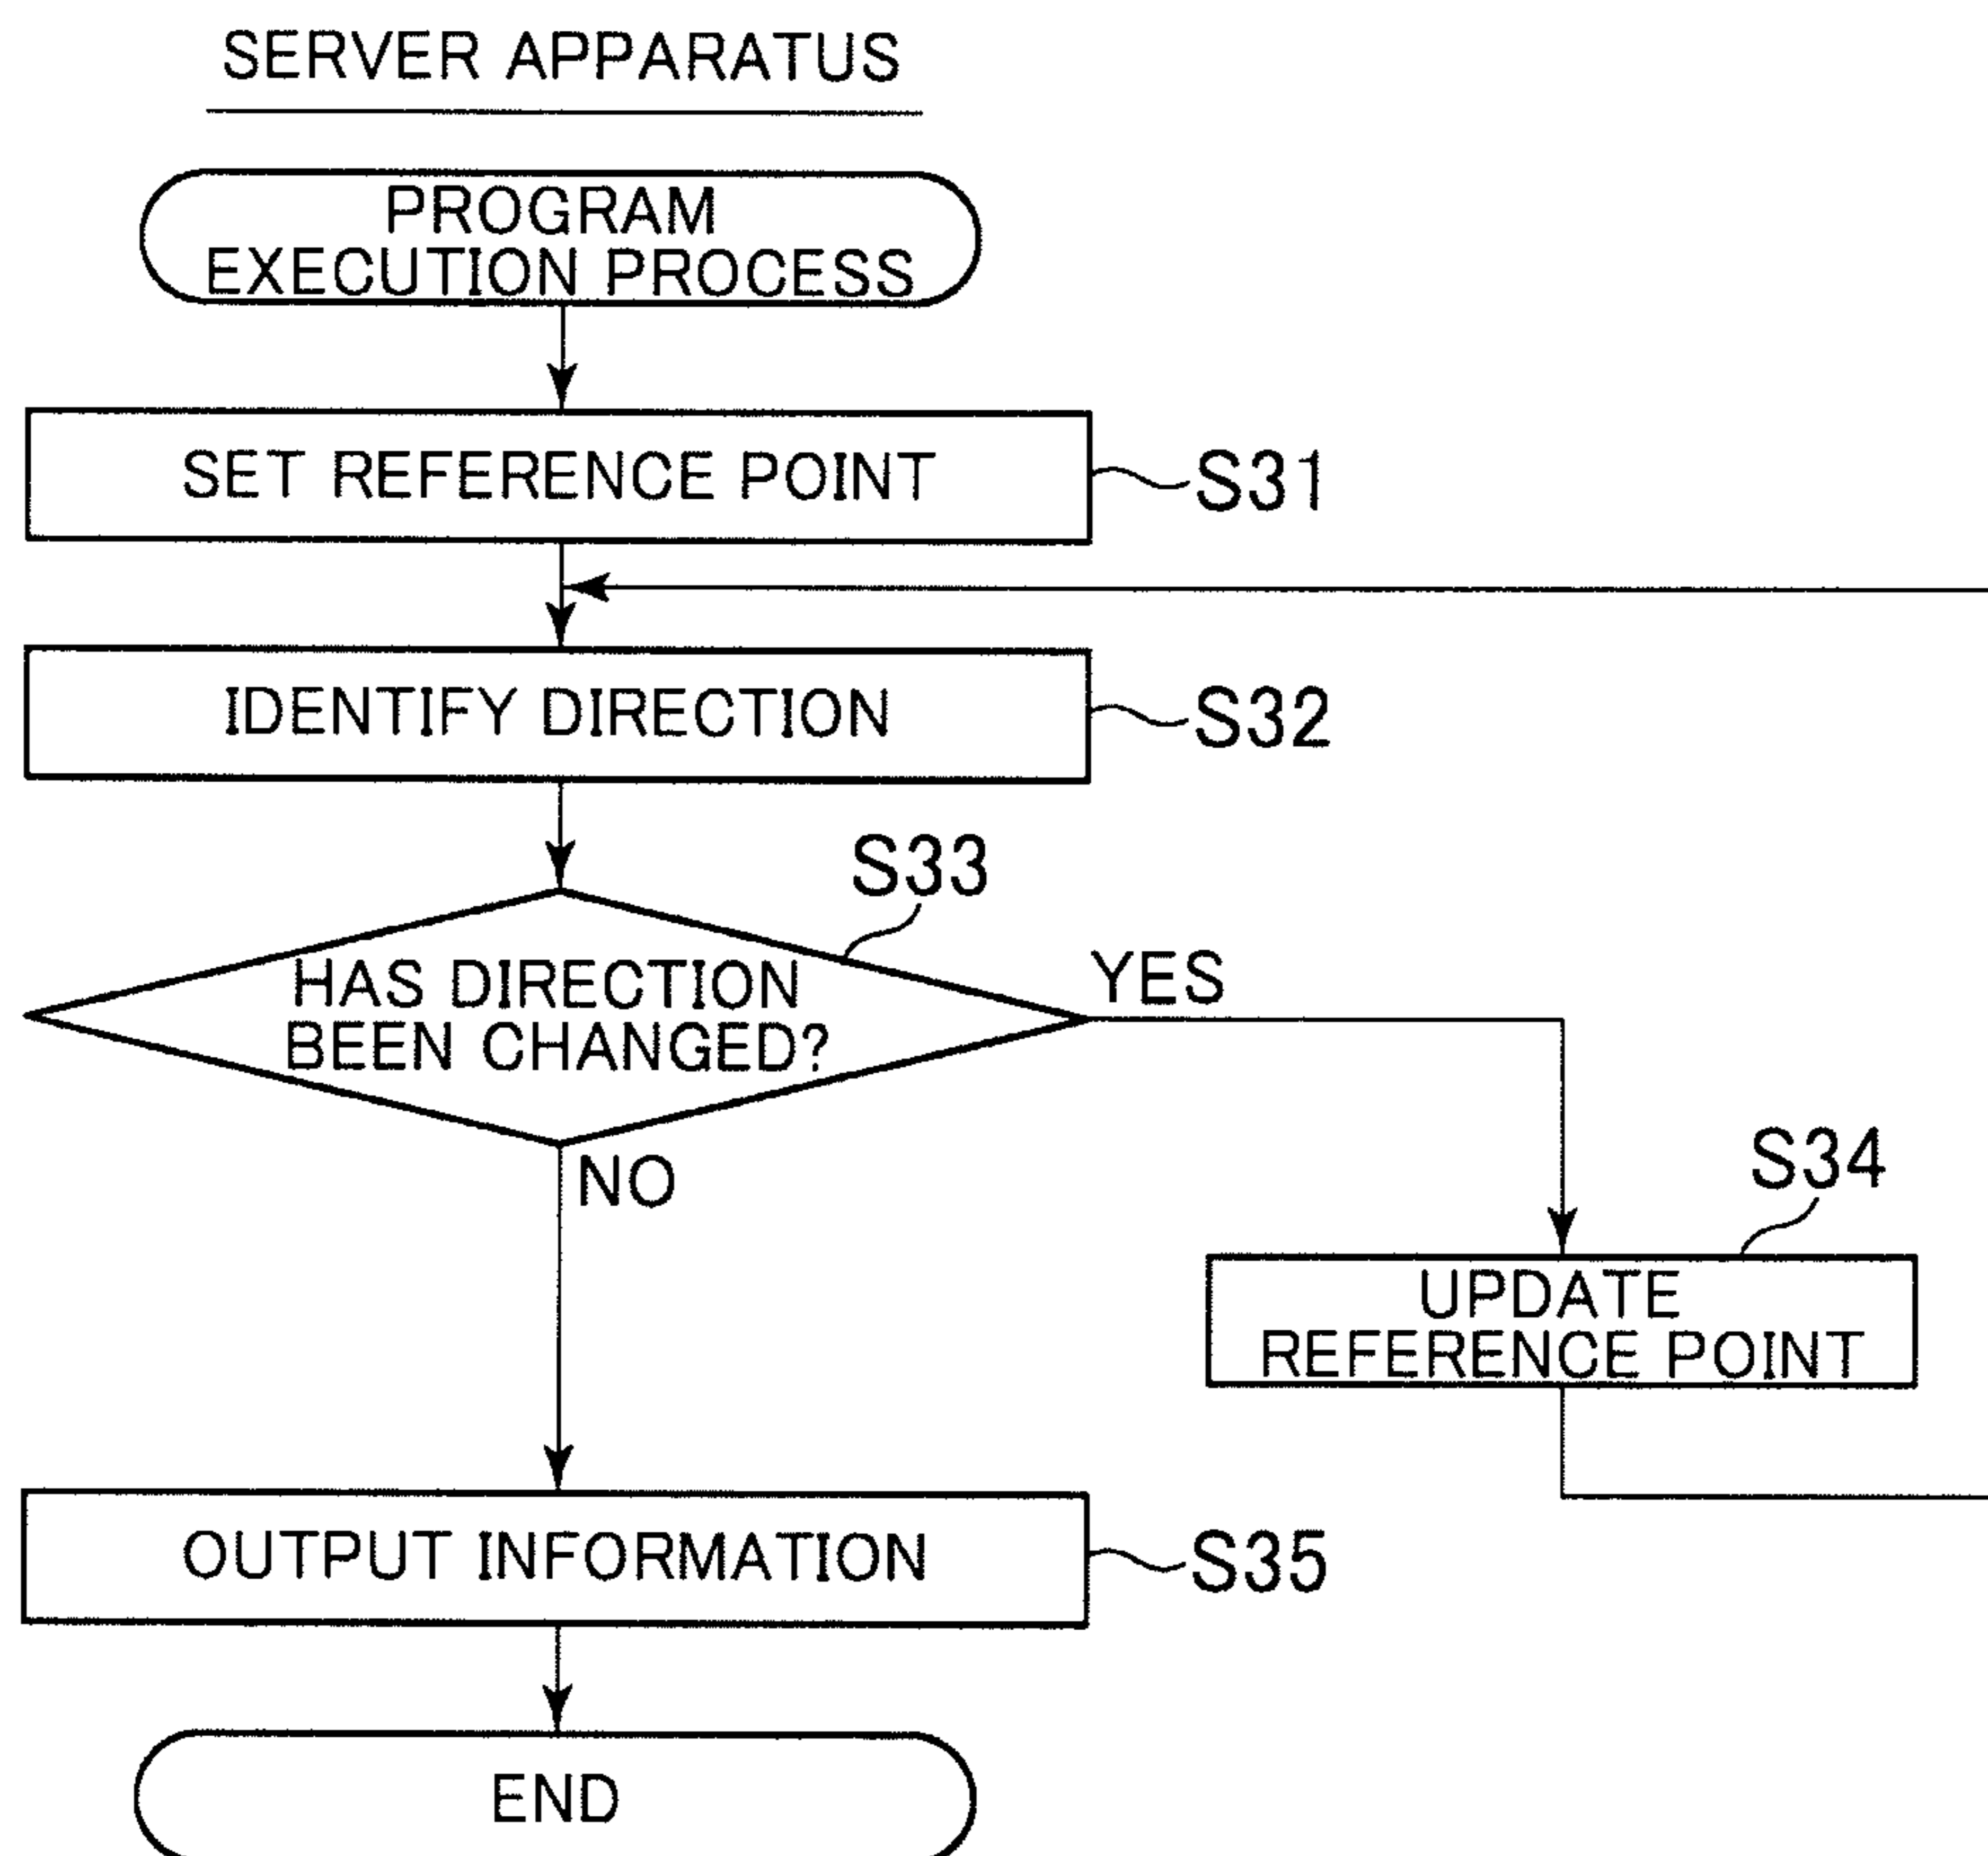 SERVER APPARATUS
PROGRAM
EXECUTION PROCESS
SET REFERENCE POINT
S31
IDENTIFY DIRECTION
S32
S33
HAS DIRECTION
BEEN CHANGED?
YES
NO
S34
UPDATE
REFERENCE POINT
OUTPUT INFORMATION
S35
END